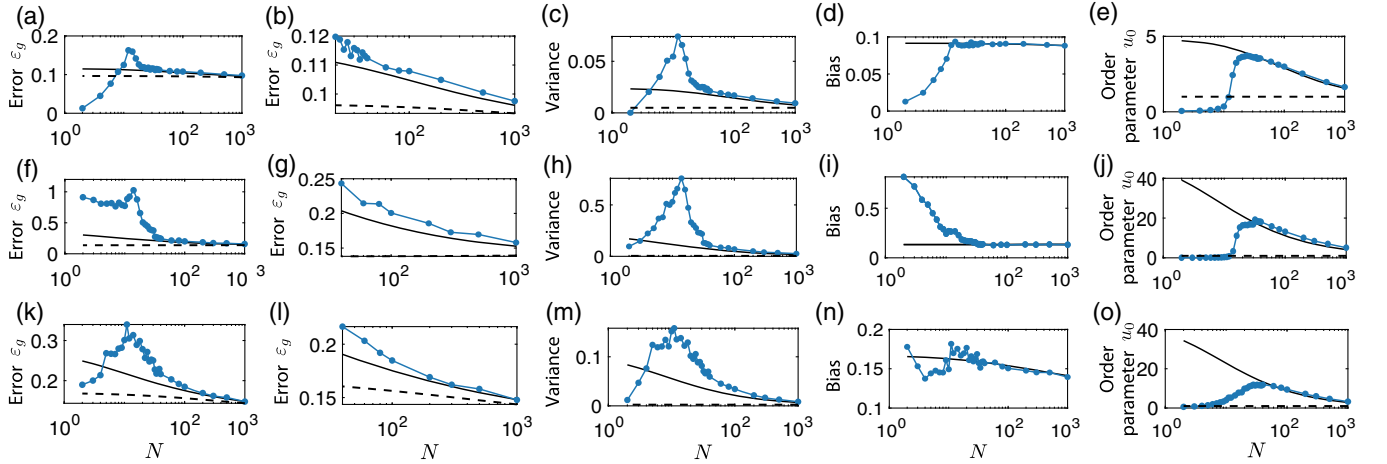 (a) (b) (c) (d) (e)
Error ε_g 0.2 0.1 0 10^0 10^2 10^3
Error ε_g 0.12 0.11 0.1 10^2 10^3
Variance 0.05 0 10^0 10^2 10^3
Bias 0.1 0.05 0 10^0 10^2 10^3
Order parameter u_0 5 0 10^0 10^2 10^3
(f) (g) (h) (i) (j)
Error ε_g 1 0.5 0 10^0 10^2 10^3
Error ε_g 0.25 0.2 0.15 10^2 10^3
Variance 0.5 0 10^0 10^2 10^3
Bias 0.5 0 10^0 10^2 10^3
Order parameter u_0 40 20 0 10^0 10^2 10^3
(k) (l) (m) (n) (o)
Error ε_g 0.3 0.2 10^0 10^2 10^3
Error ε_g 0.2 0.15 10^2 10^3
Variance 0.1 0 10^0 10^2 10^3
Bias 0.2 0.15 0.1 10^0 10^2 10^3
Order parameter u_0 40 20 0 10^0 10^2 10^3
N N N N N